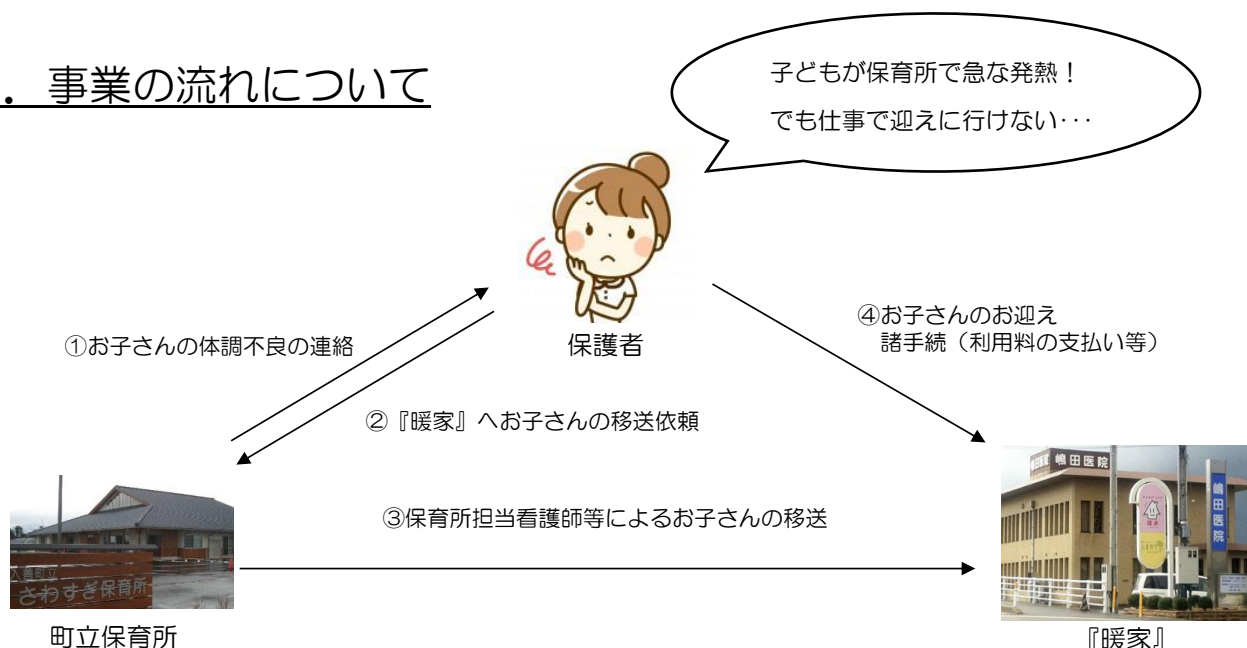 ．事業の流れについて
子どもが保育所で急な発熱！
でも仕事で迎えに行けない･･･
保護者
①お子さんの体調不良の連絡
④お子さんのお迎え
諸手続（利用料の支払い等）
②『暖家』へお子さんの移送依頼
③保育所担当看護師等によるお子さんの移送
嶋田医院
嶋田医院
入善町立
さわすぎ保育所
町立保育所
『暖家』